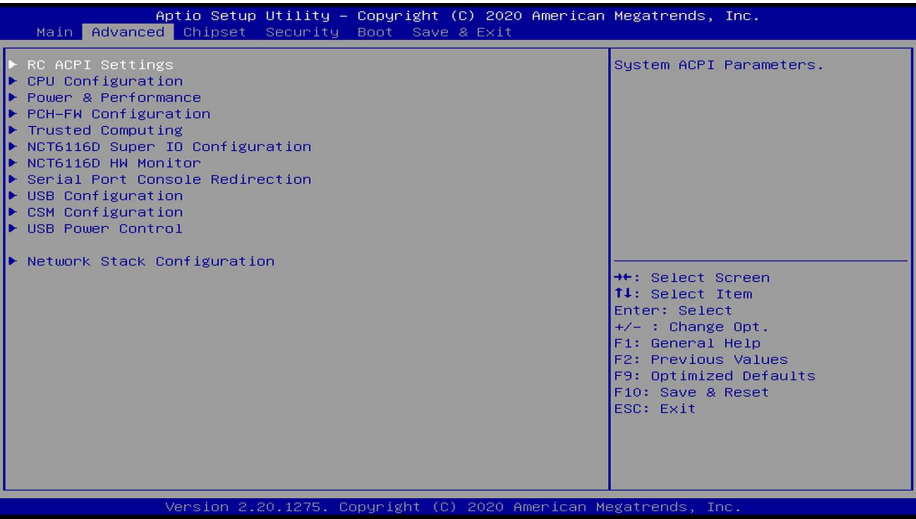 Aptio Setup Utility – Copyright (C) 2020 American Megatrends, Inc.
Main Advanced Chipset Security Boot Save & Exit
▶ RC ACPI Settings
▶ CPU Configuration
▶ Power & Performance
▶ PCH-FW Configuration
▶ Trusted Computing
▶ NCT6116D Super IO Configuration
▶ NCT6116D HW Monitor
▶ Serial Port Console Redirection
▶ USB Configuration
▶ CSM Configuration
▶ USB Power Control
▶ Network Stack Configuration
System ACPI Parameters.
→←: Select Screen
↑↓: Select Item
Enter: Select
+/- : Change Opt.
F1: General Help
F2: Previous Values
F9: Optimized Defaults
F10: Save & Reset
ESC: Exit
Version 2.20.1275. Copyright (C) 2020 American Megatrends, Inc.